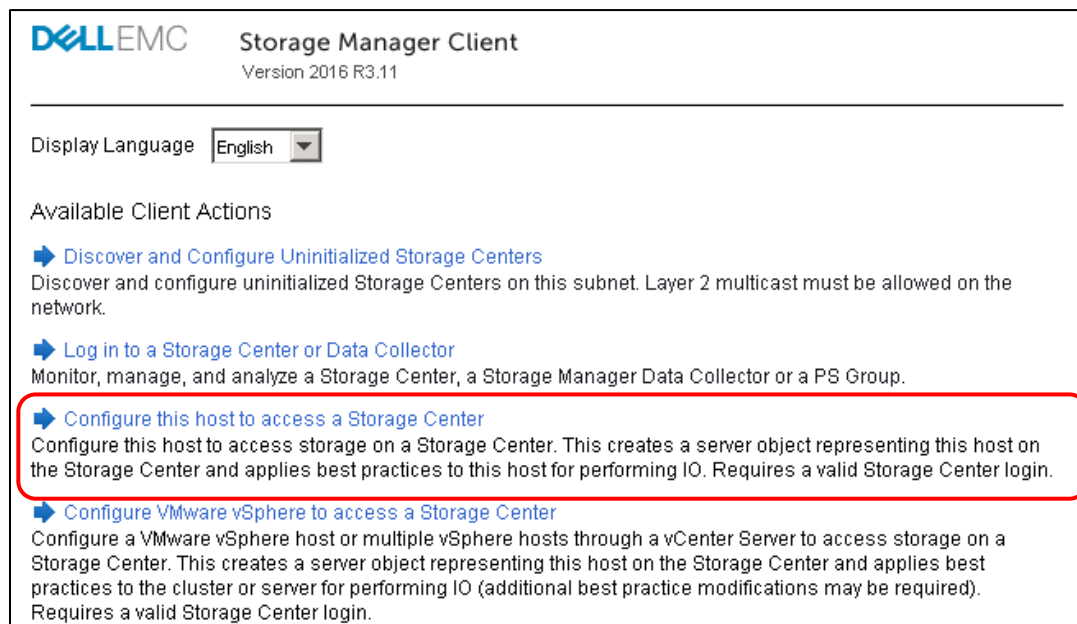 DELLEMC Storage Manager Client
Version 2016 R3.11
Display Language English
Available Client Actions
Discover and Configure Uninitialized Storage Centers
Discover and configure uninitialized Storage Centers on this subnet. Layer 2 multicast must be allowed on the
network.
Log in to a Storage Center or Data Collector
Monitor, manage, and analyze a Storage Center, a Storage Manager Data Collector or a PS Group.
Configure this host to access a Storage Center
Configure this host to access storage on a Storage Center. This creates a server object representing this host on
the Storage Center and applies best practices to this host for performing IO. Requires a valid Storage Center login.
Configure VMware vSphere to access a Storage Center
Configure a VMware vSphere host or multiple vSphere hosts through a vCenter Server to access storage on a
Storage Center. This creates a server object representing this host on the Storage Center and applies best
practices to the cluster or server for performing IO (additional best practice modifications may be required).
Requires a valid Storage Center login.